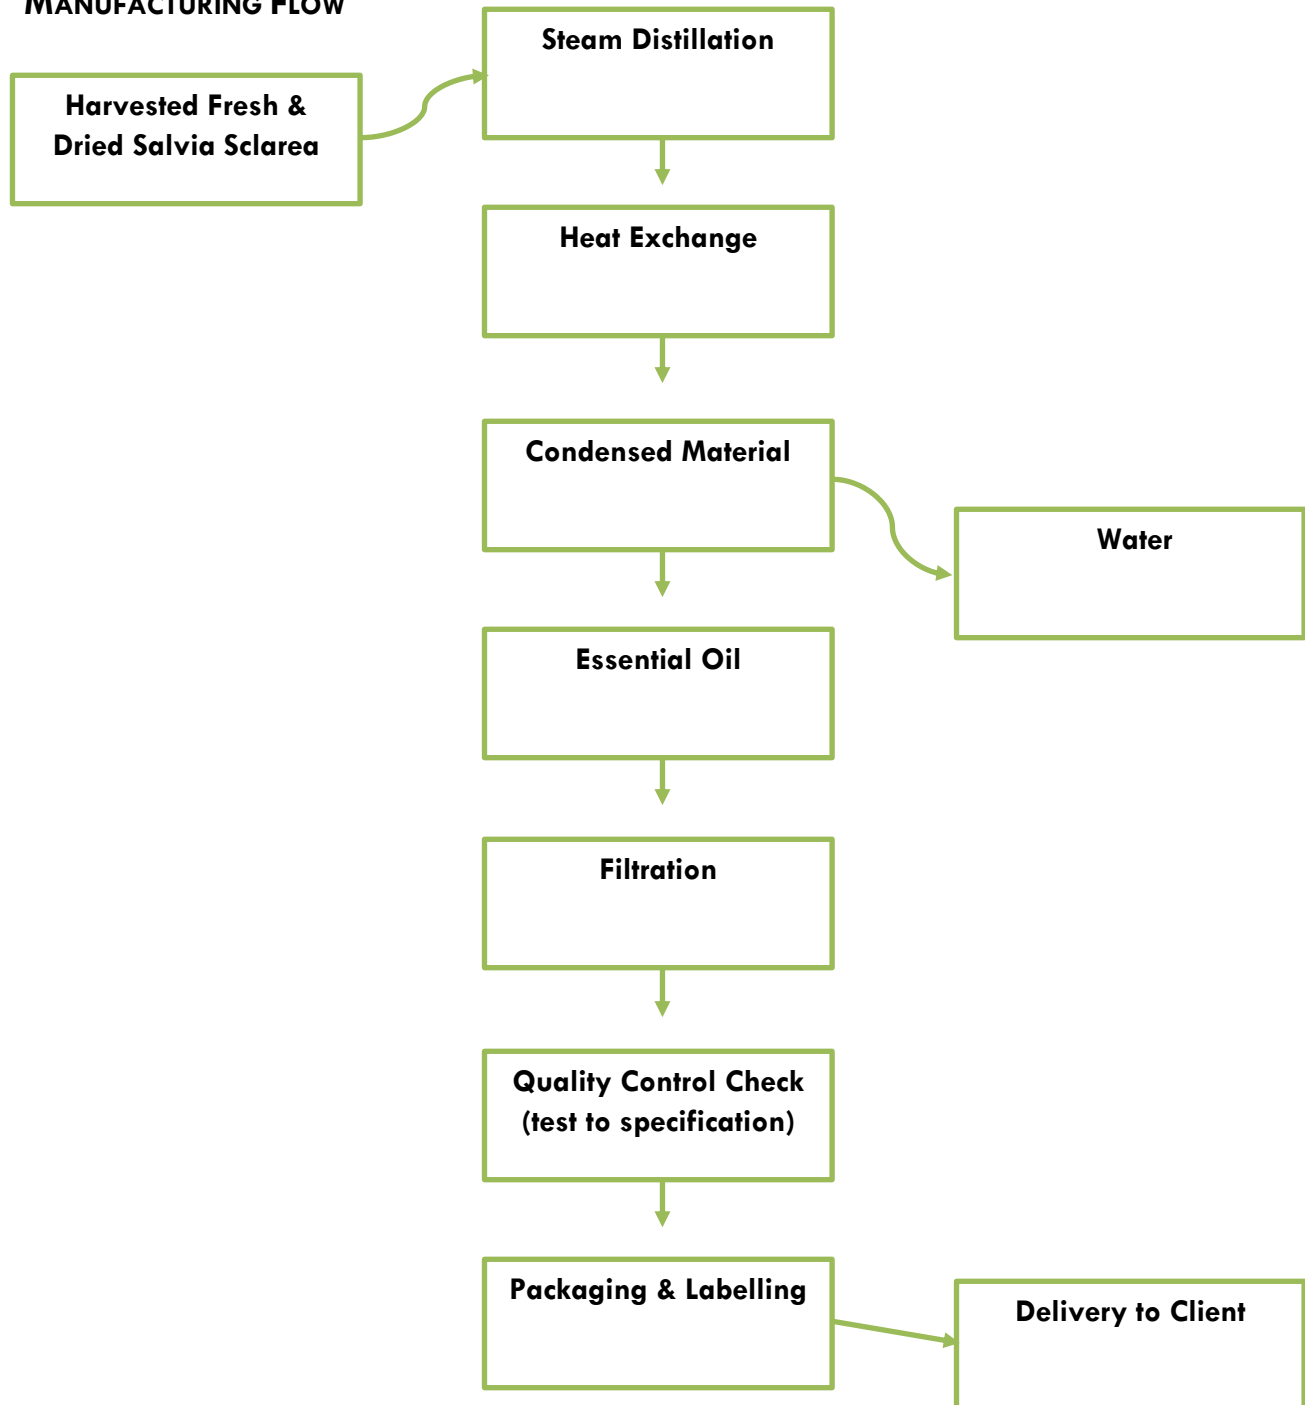 MANUFACTURING FLOW
Steam Distillation
Harvested Fresh &
Dried Salvia Sclarea
Heat Exchange
Condensed Material
Water
Essential Oil
Filtration
Quality Control Check
(test to specification)
Packaging & Labelling
Delivery to Client